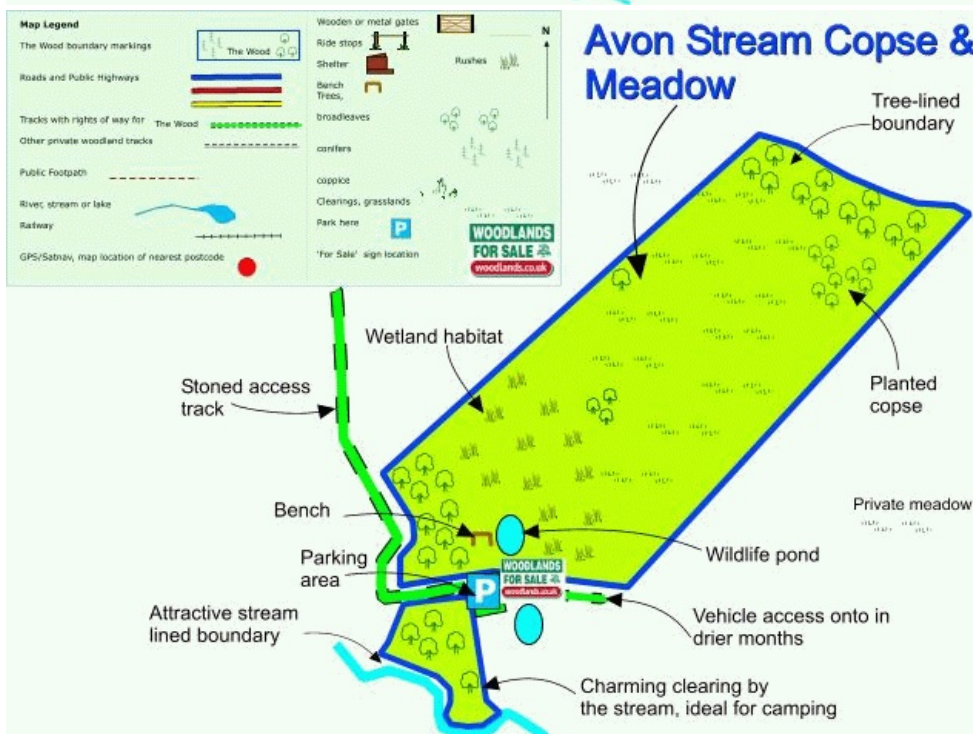 Map Legend
The Wood boundary markings
The Wood
Roads and Public Highways
Tracks with rights of way for The Wood
Other private woodland tracks
Public Footpath
River, stream or lake
Railway
GPS/Satnav, map location of nearest postcode
Wooden or metal gates
Ride stops
Shelter
Rushes
Bench
Trees,
broadleaves
conifers
coppice
Clearings, grasslands
Park here
P
'For Sale' sign location
WOODLANDS
FOR SALE
woodlands.co.uk
N
Avon Stream Copse &
Meadow
Tree-lined
boundary
Wetland habitat
Stoned access
track
Planted
copse
Bench
Private meadow
Parking
area
Wildlife pond
WOODLANDS
FOR SALE
woodlands.co.uk
P
Attractive stream
lined boundary
Vehicle access onto in
drier months
Charming clearing by
the stream, ideal for camping